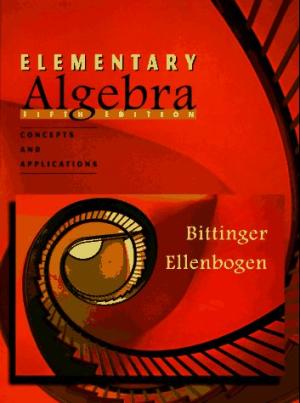 ELEMENTARY
Algebra
FIFTH EDITION
CONCEPTS
AND
APPLICATIONS
Bittinger
Ellenbogen